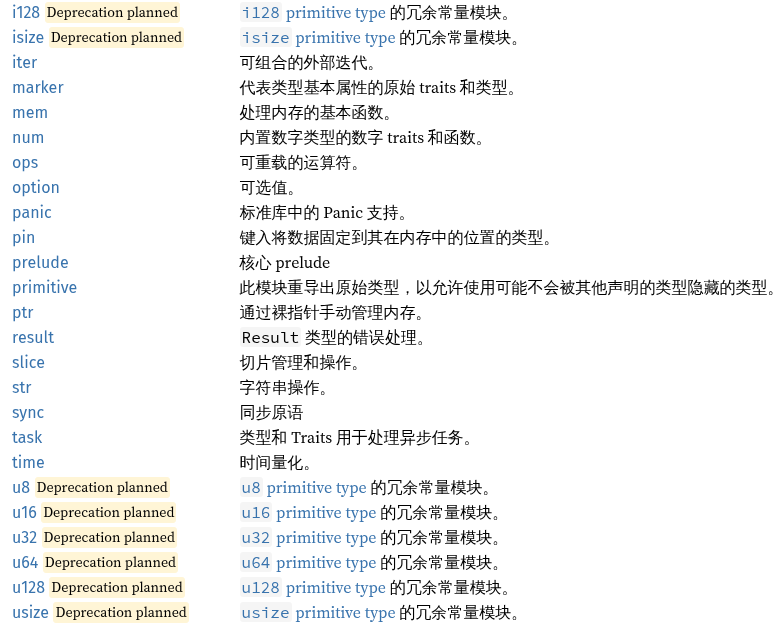 i128 Deprecation planned i128 primitive type 的冗余常量模块。
isize Deprecation planned isize primitive type 的冗余常量模块。
iter 可组合的外部迭代。
marker 代表类型基本属性的原始 traits 和类型。
mem 处理内存的基本函数。
num 内置数字类型的数字 traits 和函数。
ops 可重载的运算符。
option 可选值。
panic 标准库中的 Panic 支持。
pin 键入将数据固定到其在内存中的位置的类型。
prelude 核心 prelude
primitive 此模块重导出原始类型，以允许使用可能不会被其他声明的类型隐藏的类型。
ptr 通过裸指针手动管理内存。
result Result 类型的错误处理。
slice 切片管理和操作。
str 字符串操作。
sync 同步原语
task 类型和 Traits 用于处理异步任务。
time 时间量化。
u8 Deprecation planned u8 primitive type 的冗余常量模块。
u16 Deprecation planned u16 primitive type 的冗余常量模块。
u32 Deprecation planned u32 primitive type 的冗余常量模块。
u64 Deprecation planned u64 primitive type 的冗余常量模块。
u128 Deprecation planned u128 primitive type 的冗余常量模块。
usize Deprecation planned usize primitive type 的冗余常量模块。